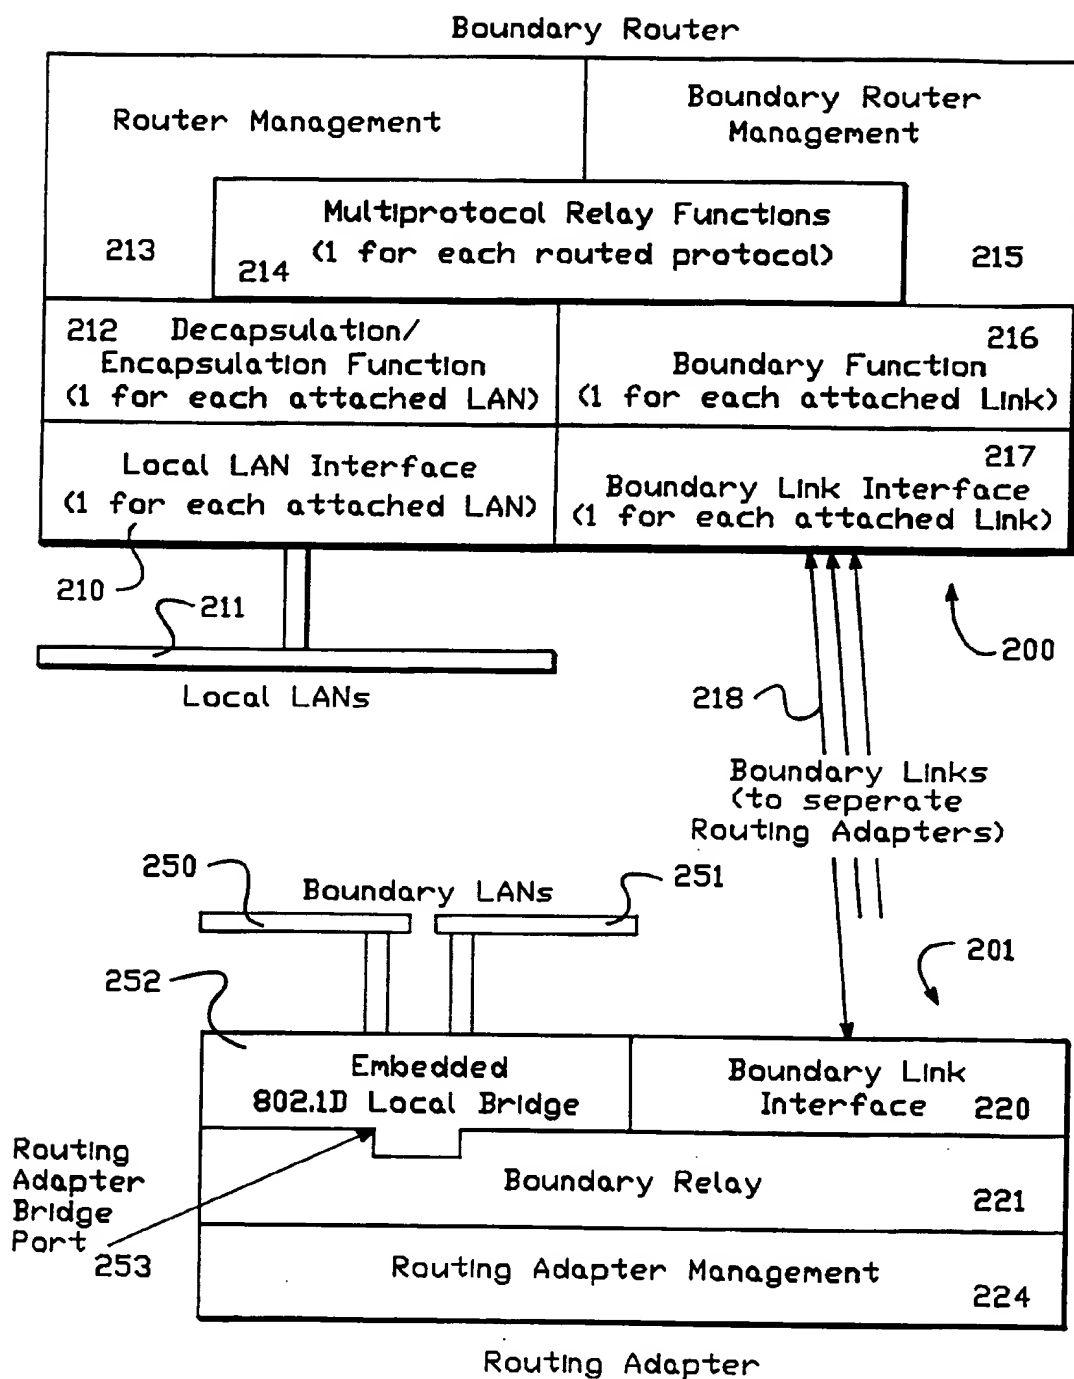 Boundary Router
Router Management
Boundary Router
Management
Multiprotocol Relay Functions
(1 for each routed protocol)
213
214
215
212 Decapsulation/
Encapsulation Function
(1 for each attached LAN)
216
Boundary Function
(1 for each attached Link)
Local LAN Interface
(1 for each attached LAN)
217
Boundary Link Interface
(1 for each attached Link)
210
211
Local LANs
200
218
Boundary Links
(to seperate
Routing Adapters)
250
Boundary LANs
251
252
201
Embedded
802.1D Local Bridge
Boundary Link
Interface 220
Routing
Adapter
Bridge
Port
253
Boundary Relay
221
Routing Adapter Management
224
Routing Adapter